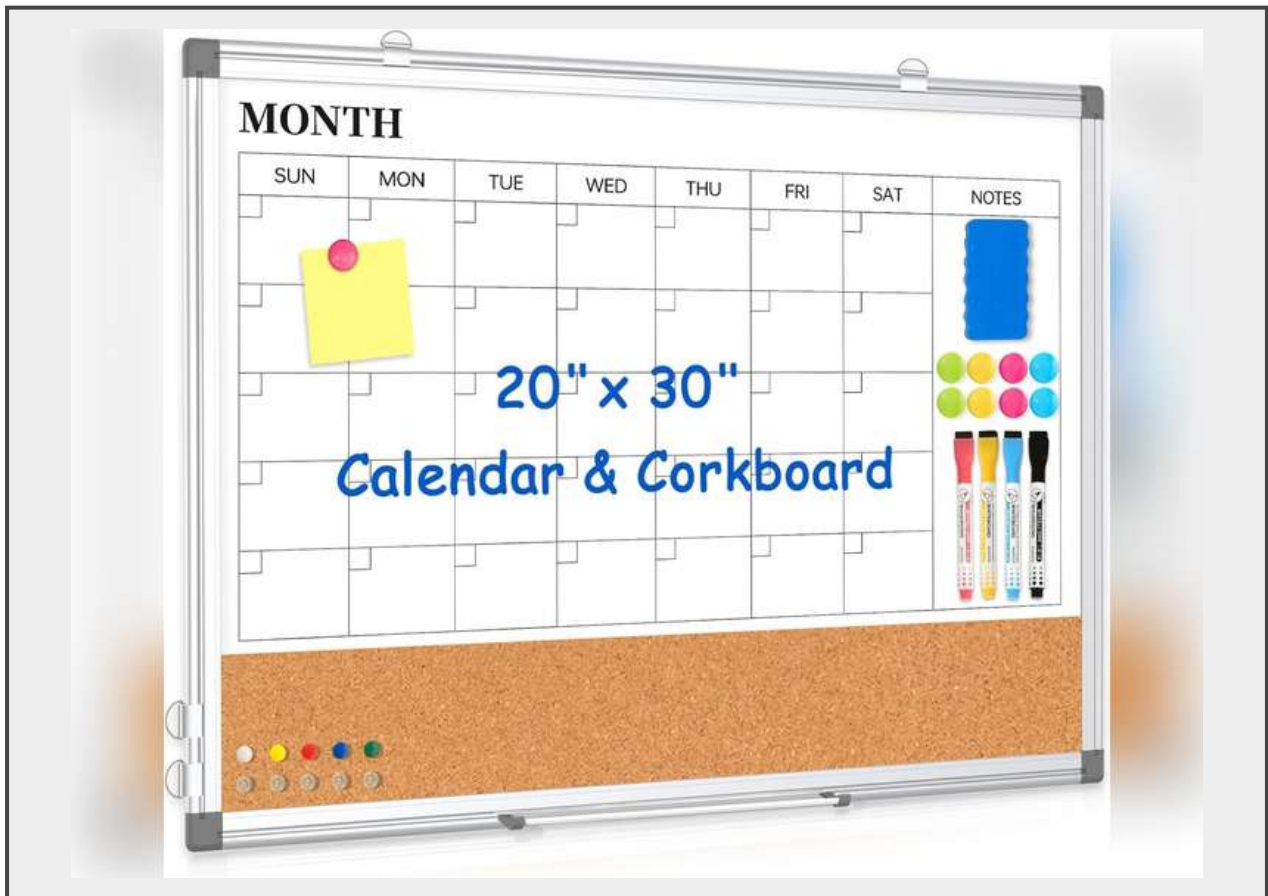 MONTH
SUN MON TUE WED THU FRI SAT NOTES
20" x 30"
Calendar & Corkboard